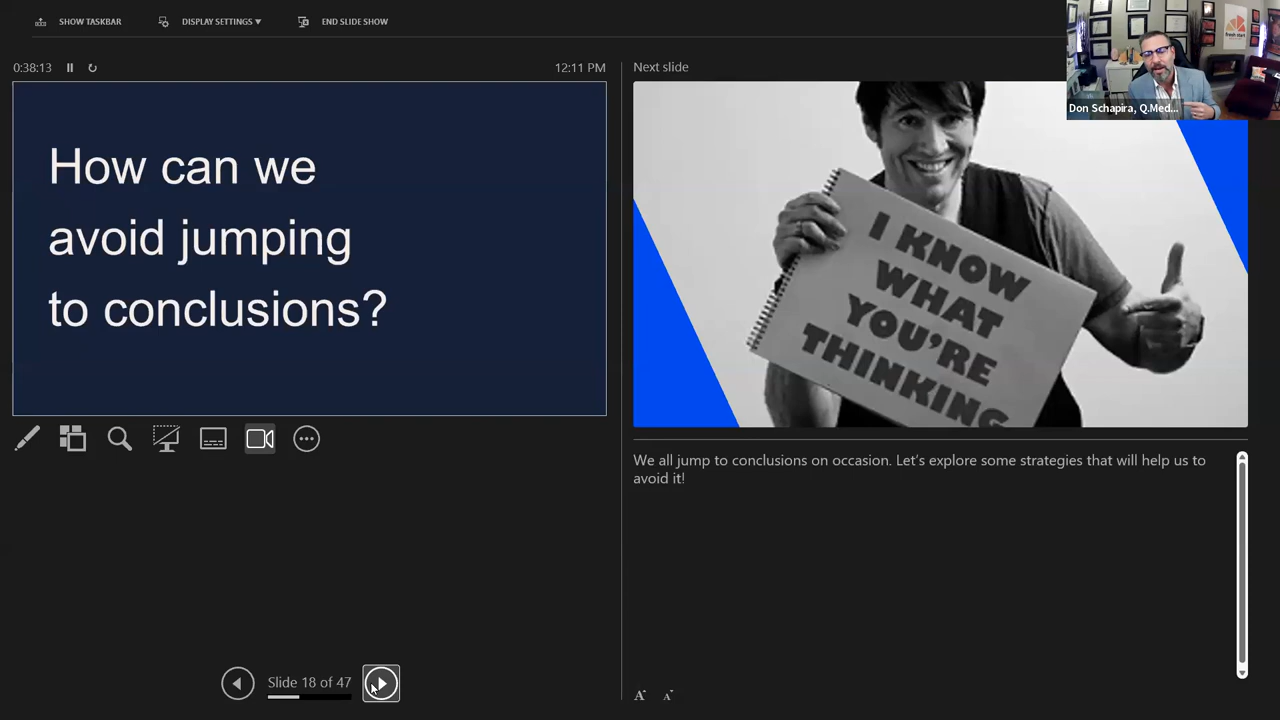 SHOW TASKBAR
DISPLAY SETTINGS ▼
END SLIDE SHOW
0:38:13
12:11 PM
Next slide
fresh start
Don Schapira, Q.Med...
How can we
avoid jumping
to conclusions?
I KNOW
WHAT
YOU'RE
THINKING
We all jump to conclusions on occasion. Let's explore some strategies that will help us to
avoid it!
Slide 18 of 47
A
A